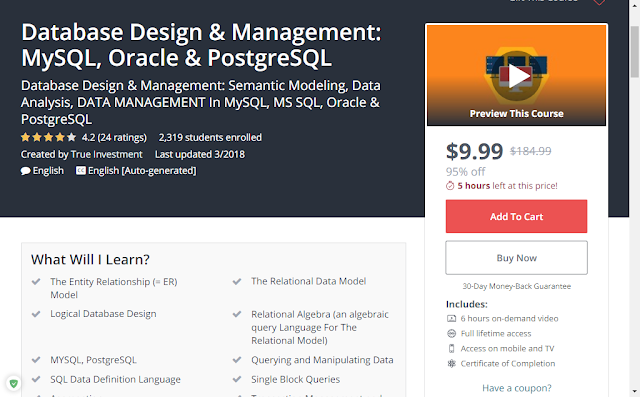 Database Design & Management:
MySQL, Oracle & PostgreSQL
Database Design & Management: Semantic Modeling, Data
Analysis, DATA MANAGEMENT In MySQL, MS SQL, Oracle &
PostgreSQL
4.2 (24 ratings) 2,319 students enrolled
Created by True Investment Last updated 3/2018
English English [Auto-generated]
Preview This Course
$9.99 $184.99
95% off
5 hours left at this price!
Add To Cart
Buy Now
30-Day Money-Back Guarantee
Includes:
6 hours on-demand video
Full lifetime access
Access on mobile and TV
Certificate of Completion
Have a coupon?
What Will I Learn?
The Entity Relationship (= ER)
Model
The Relational Data Model
Logical Database Design
Relational Algebra (an algebraic
query Language For The
Relational Model)
MYSQL, PostgreSQL
Querying and Manipulating Data
SQL Data Definition Language
Single Block Queries